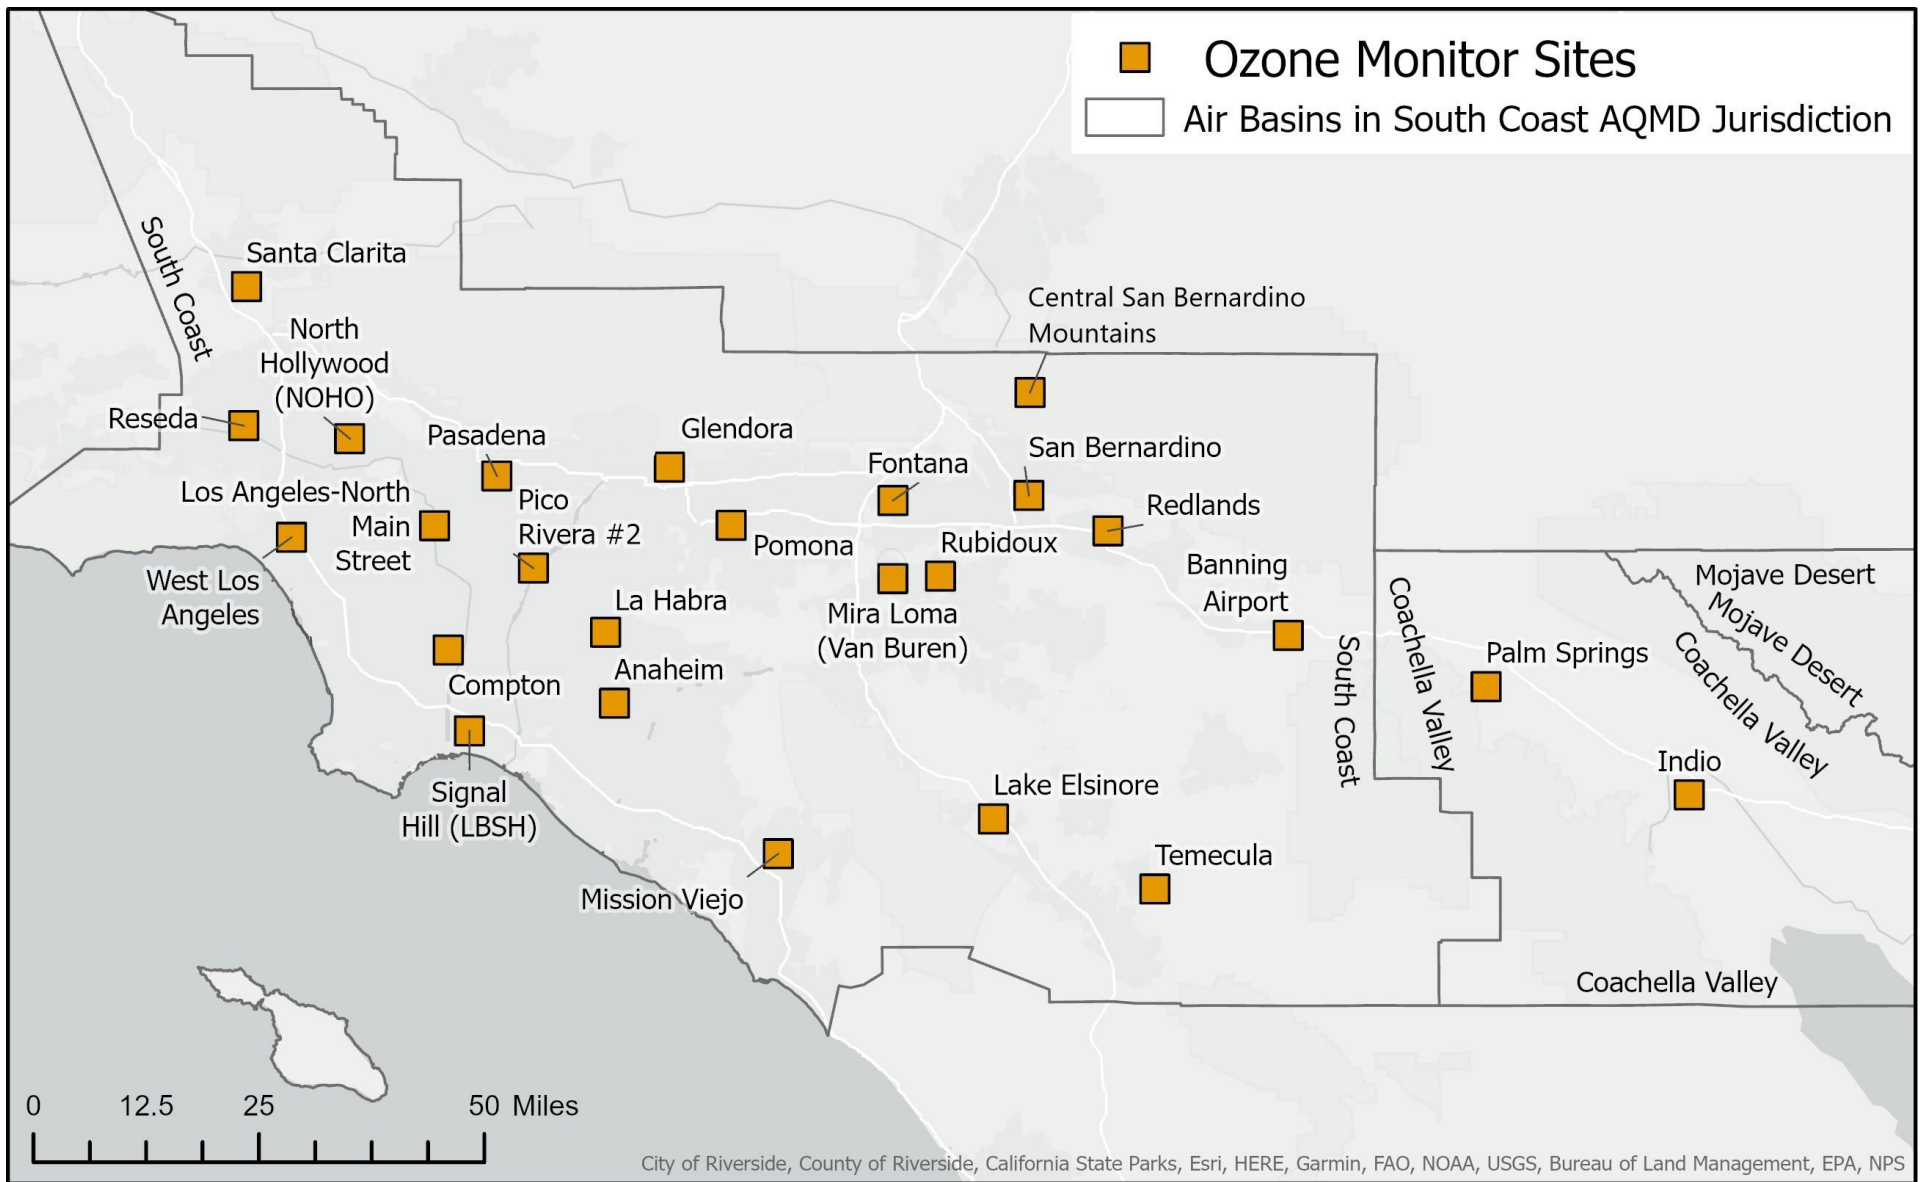 Ozone Monitor Sites
Air Basins in South Coast AQMD Jurisdiction
South Coast
Santa Clarita
Central San Bernardino
Mountains
North
Hollywood
(NOHO)
Reseda
Pasadena
Glendora
San Bernardino
Fontana
Los Angeles-North
Main
Street
Pico
Rivera #2
Redlands
Pomona
Rubidoux
West Los
Angeles
Banning
Airport
Mojave Desert
Mojave Desert
Coachella Valley
La Habra
Mira Loma
(Van Buren)
South Coast
Coachella Valley
Palm Springs
Compton
Anaheim
Indio
Signal
Hill (LBSH)
Lake Elsinore
Temecula
Mission Viejo
Coachella Valley
0 12.5 25 50 Miles
City of Riverside, County of Riverside, California State Parks, Esri, HERE, Garmin, FAO, NOAA, USGS, Bureau of Land Management, EPA, NPS